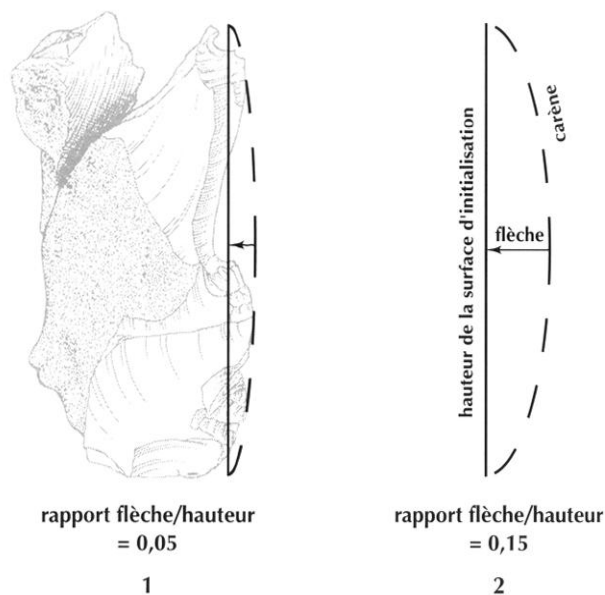 hauteur de la surface d'initialisation
carène
flèche
rapport flèche/hauteur
= 0,05
1
rapport flèche/hauteur
= 0,15
2